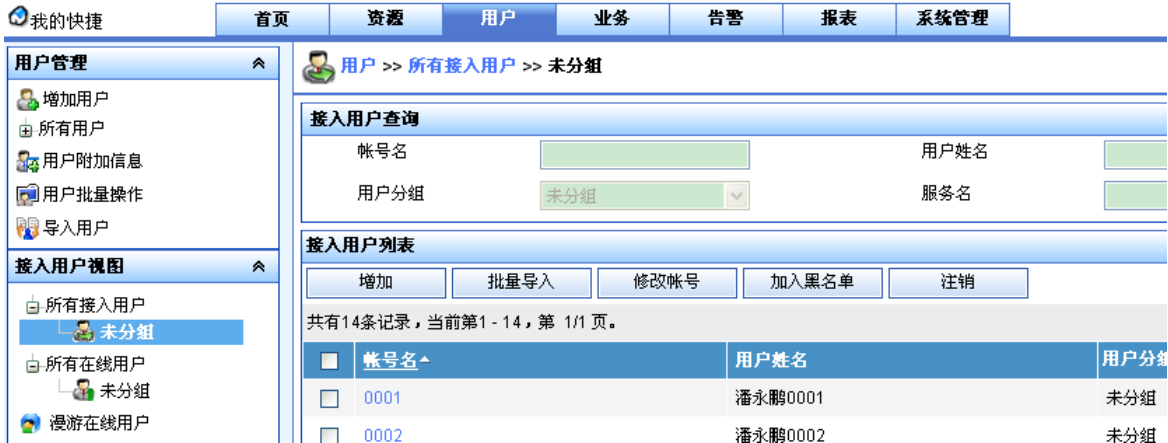 我的快捷
首页 资源 用户 业务 告警 报表 系统管理
用户管理
增加用户
所有用户
用户附加信息
用户批量操作
导入用户
接入用户视图
所有接入用户
未分组
所有在线用户
未分组
漫游在线用户
用户 >> 所有接入用户 >> 未分组
接入用户查询
帐号名 用户姓名
用户分组 未分组 服务名
接入用户列表
增加 批量导入 修改帐号 加入黑名单 注销
共有14条记录，当前第1 - 14，第 1/1 页。
帐号名 用户姓名 用户分组
0001 潘永鹏0001 未分组
0002 潘永鹏0002 未分组